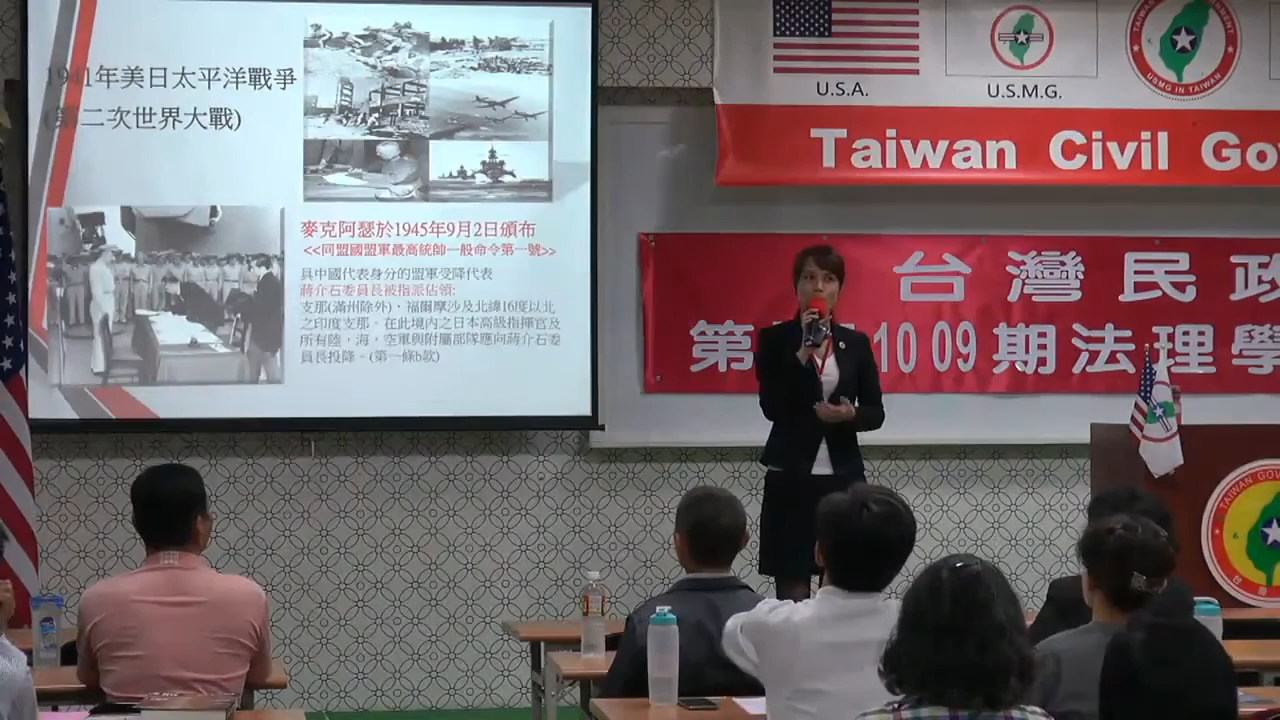 1941年美日太平洋戰爭
(第二次世界大戰)
麥克阿瑟於1945年9月2日頒布
<<同盟國盟軍最高統帥一般命令第一號>>
具中國代表身分的盟軍受降代表
蔣介石委員長被指派佔領:
支那(滿州除外)，福爾摩沙及北緯16度以北
之印度支那。在此境內之日本高級指揮官及
所有陸，海，空軍與附屬部隊應向蔣介石委
員長投降。(第一條b款)
U.S.A.
U.S.M.G.
USMG IN TAIWAN
Taiwan Civil Go
台灣民政
第 10 09 期法理學
TAIWAN GOV